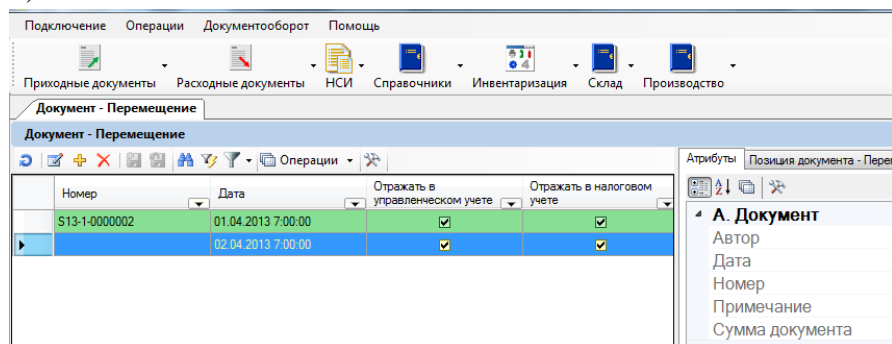 Подключение Операции Документооборот Помощь
Приходные документы Расходные документы НСИ Справочники Инвентаризация Склад Производство
Документ - Перемещение
Документ - Перемещение
Операции
Атрибуты Позиция документа - Пере
Номер Дата Отражать в управленческом учете Отражать в налоговом учете
S13-1-0000002 01.04.2013 7:00:00
02.04.2013 7:00:00
А. Документ
Автор
Дата
Номер
Примечание
Сумма документа